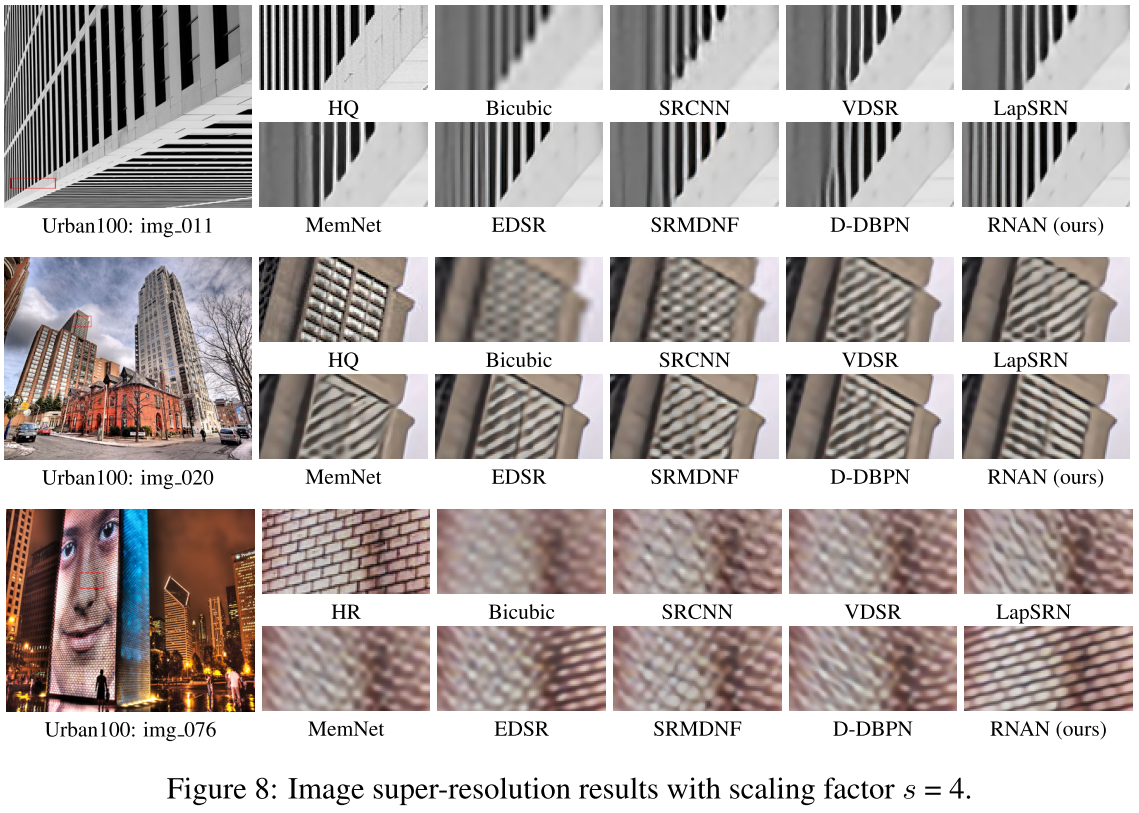 HQ Bicubic SRCNN VDSR LapSRN
Urban100: img_011 MemNet EDSR SRMDNF D-DBPN RNAN (ours)
HQ Bicubic SRCNN VDSR LapSRN
Urban100: img_020 MemNet EDSR SRMDNF D-DBPN RNAN (ours)
HR Bicubic SRCNN VDSR LapSRN
Urban100: img_076 MemNet EDSR SRMDNF D-DBPN RNAN (ours)
Figure 8: Image super-resolution results with scaling factor s = 4.